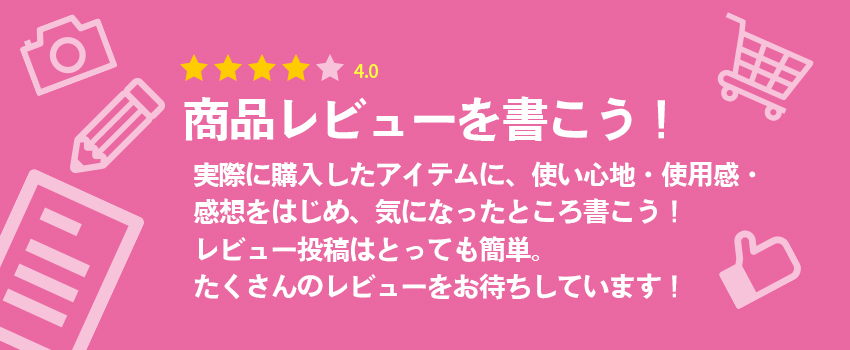 4.0
商品レビューを書こう！
実際に購入したアイテムに、使い心地・使用感・
感想をはじめ、気になったところ書こう！
レビュー投稿はとっても簡単。
たくさんのレビューをお待ちしています！